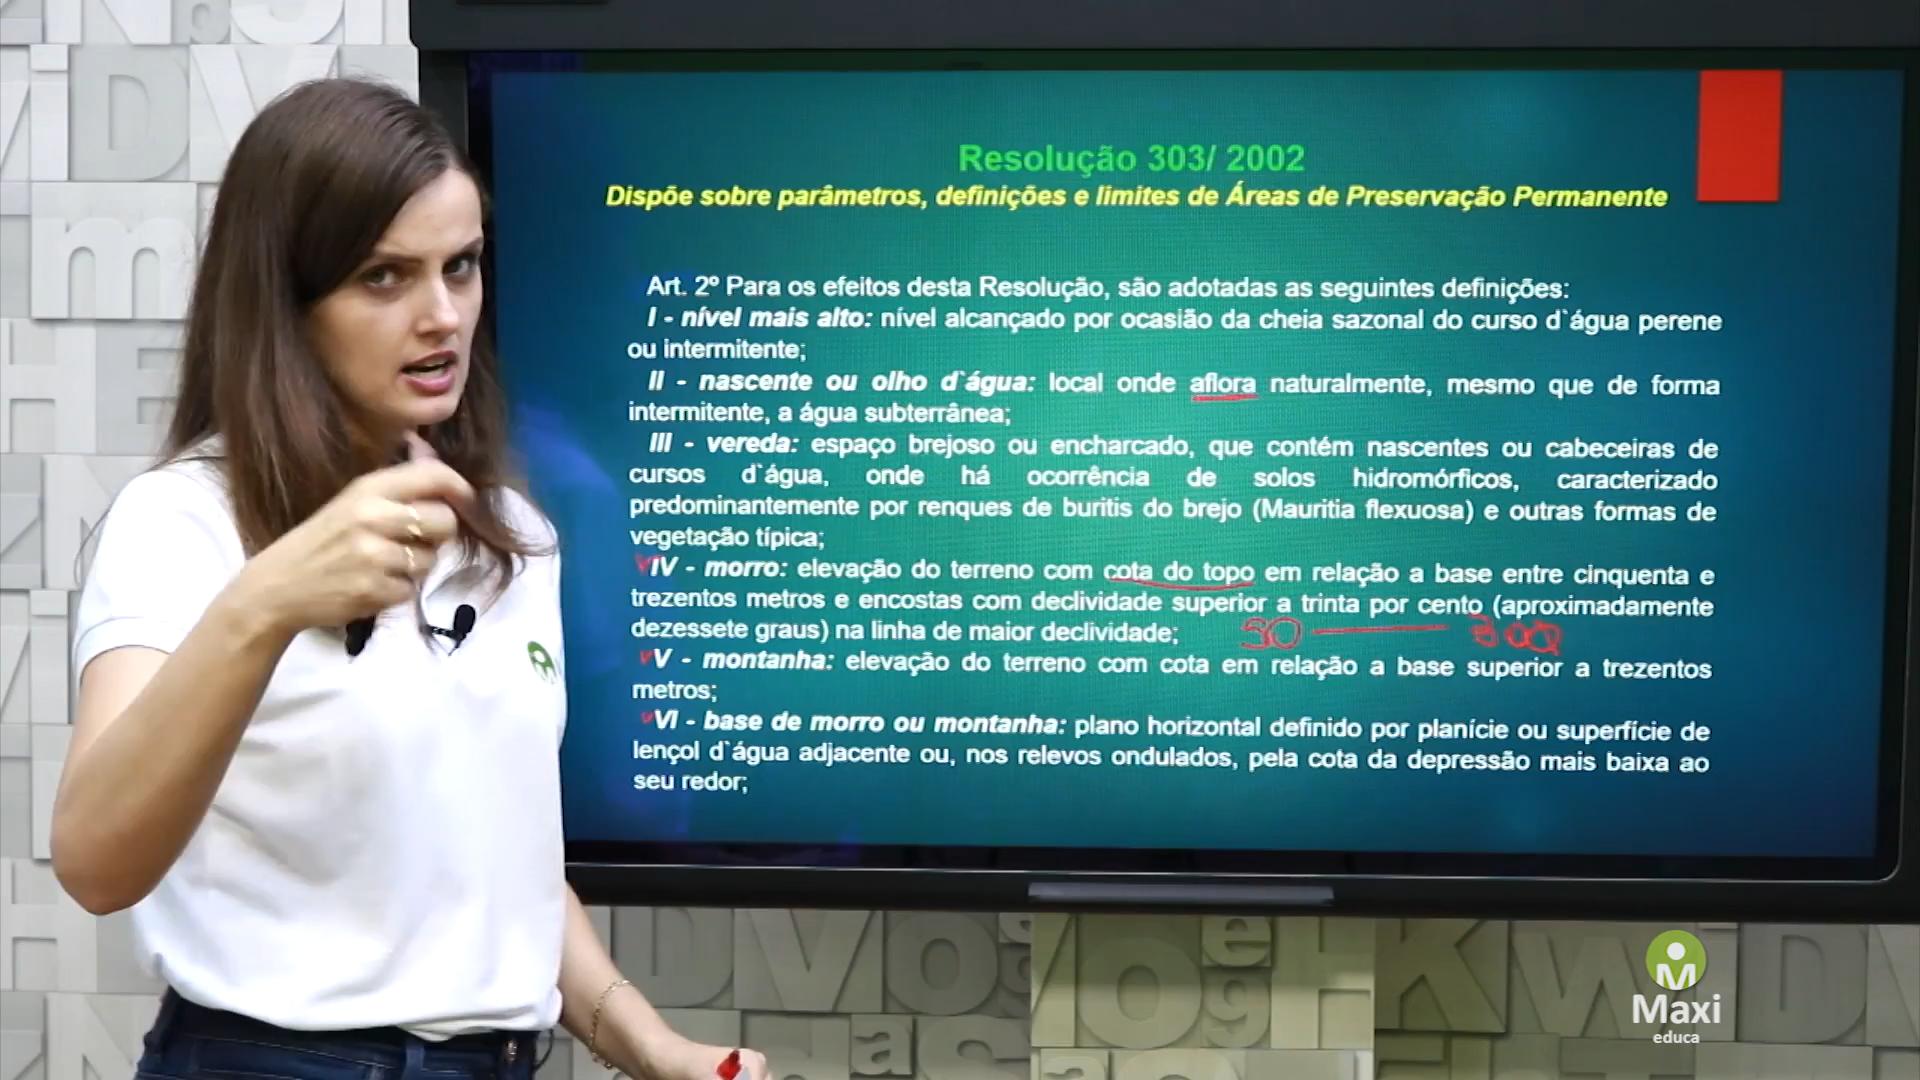 Resolução 303/ 2002
Dispõe sobre parâmetros, definições e limites de Áreas de Preservação Permanente
Art. 2º Para os efeitos desta Resolução, são adotadas as seguintes definições:
I - nível mais alto: nível alcançado por ocasião da cheia sazonal do curso d`água perene
ou intermitente;
II - nascente ou olho d`água: local onde aflora naturalmente, mesmo que de forma
intermitente, a água subterrânea;
III - vereda: espaço brejoso ou encharcado, que contém nascentes ou cabeceiras de
cursos d`água, onde há ocorrência de solos hidromórficos, caracterizado
predominantemente por renques de buritis do brejo (Mauritia flexuosa) e outras formas de
vegetação típica;
IV - morro: elevação do terreno com cota do topo em relação a base entre cinquenta e
trezentos metros e encostas com declividade superior a trinta por cento (aproximadamente
dezessete graus) na linha de maior declividade;
50 300
V - montanha: elevação do terreno com cota em relação a base superior a trezentos
metros;
VI - base de morro ou montanha: plano horizontal definido por planície ou superfície de
lençol d`água adjacente ou, nos relevos ondulados, pela cota da depressão mais baixa ao
seu redor;
M
Maxi
educa